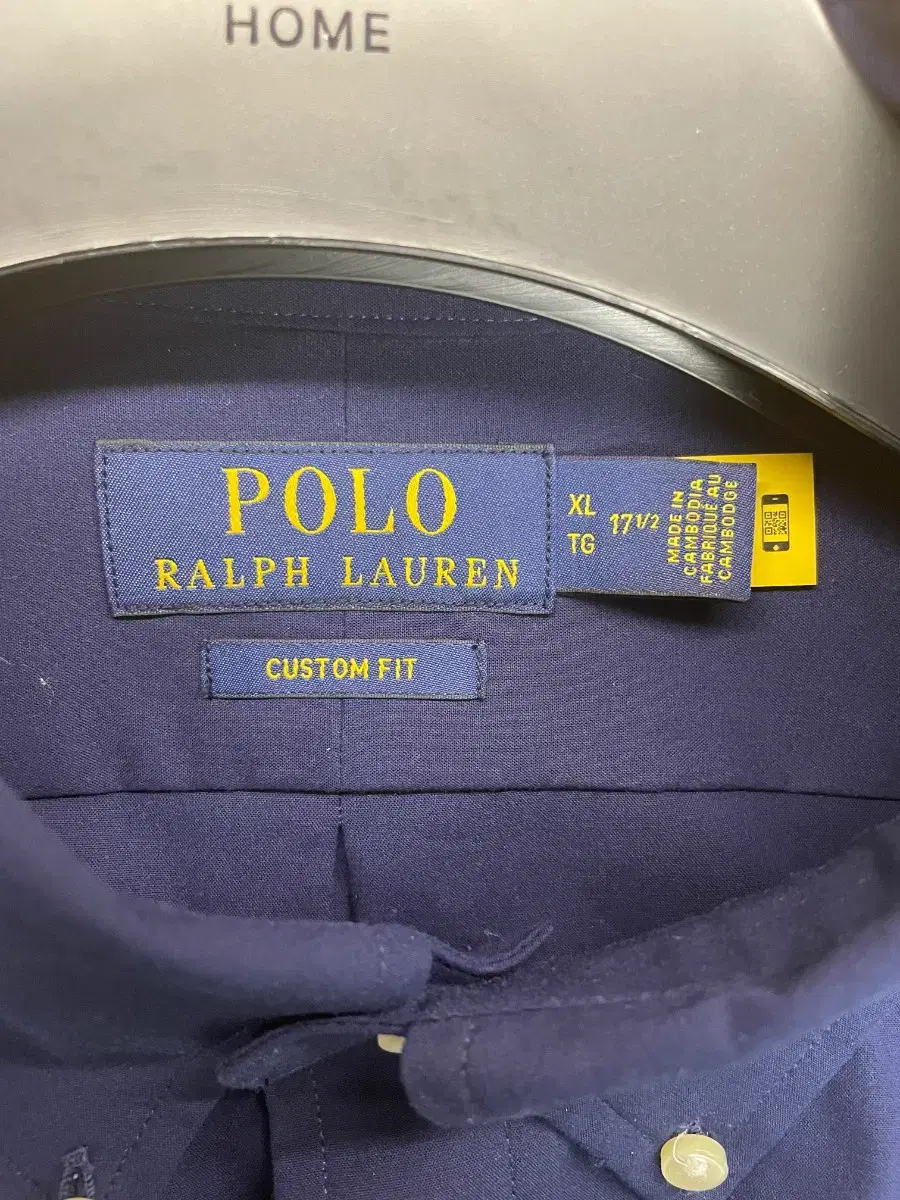 HOME
POLO
RALPH LAUREN
XL
TG
17 1/2
MADE IN
CAMBODIA
FABRIQUÉ AU
CAMBODGE
CUSTOM FIT